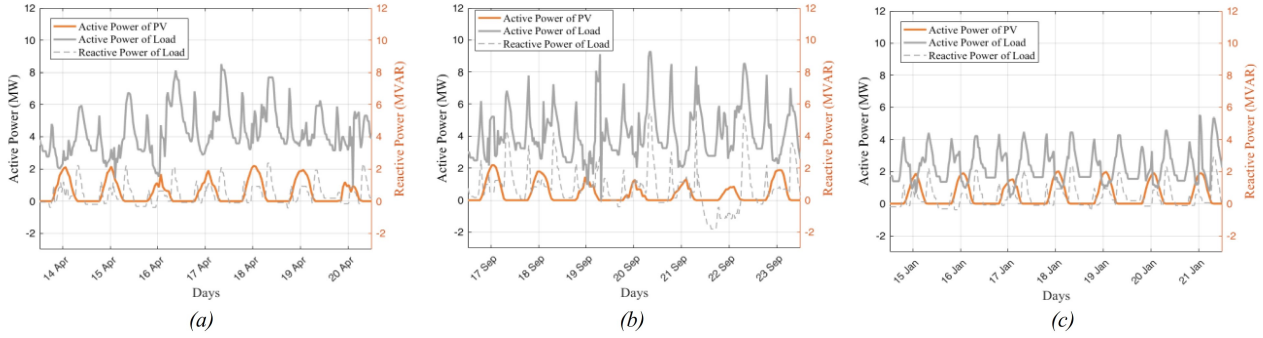 12
10
8
6
4
2
0
-2
Active Power (MW)
Active Power of PV
Active Power of Load
Reactive Power of Load
12
10
8
6
4
2
0
-2
Reactive Power (MVAR)
14 Apr
15 Apr
16 Apr
17 Apr
18 Apr
19 Apr
20 Apr
Days
(a)
12
10
8
6
4
2
0
-2
Active Power (MW)
Active Power of PV
Active Power of Load
Reactive Power of Load
12
10
8
6
4
2
0
-2
Reactive Power (MVAR)
17 Sep
18 Sep
19 Sep
20 Sep
21 Sep
22 Sep
23 Sep
Days
(b)
12
10
8
6
4
2
0
-2
Active Power (MW)
Active Power of PV
Active Power of Load
Reactive Power of Load
12
10
8
6
4
2
0
-2
Reactive Power (MVAR)
15 Jan
16 Jan
17 Jan
18 Jan
19 Jan
20 Jan
21 Jan
Days
(c)